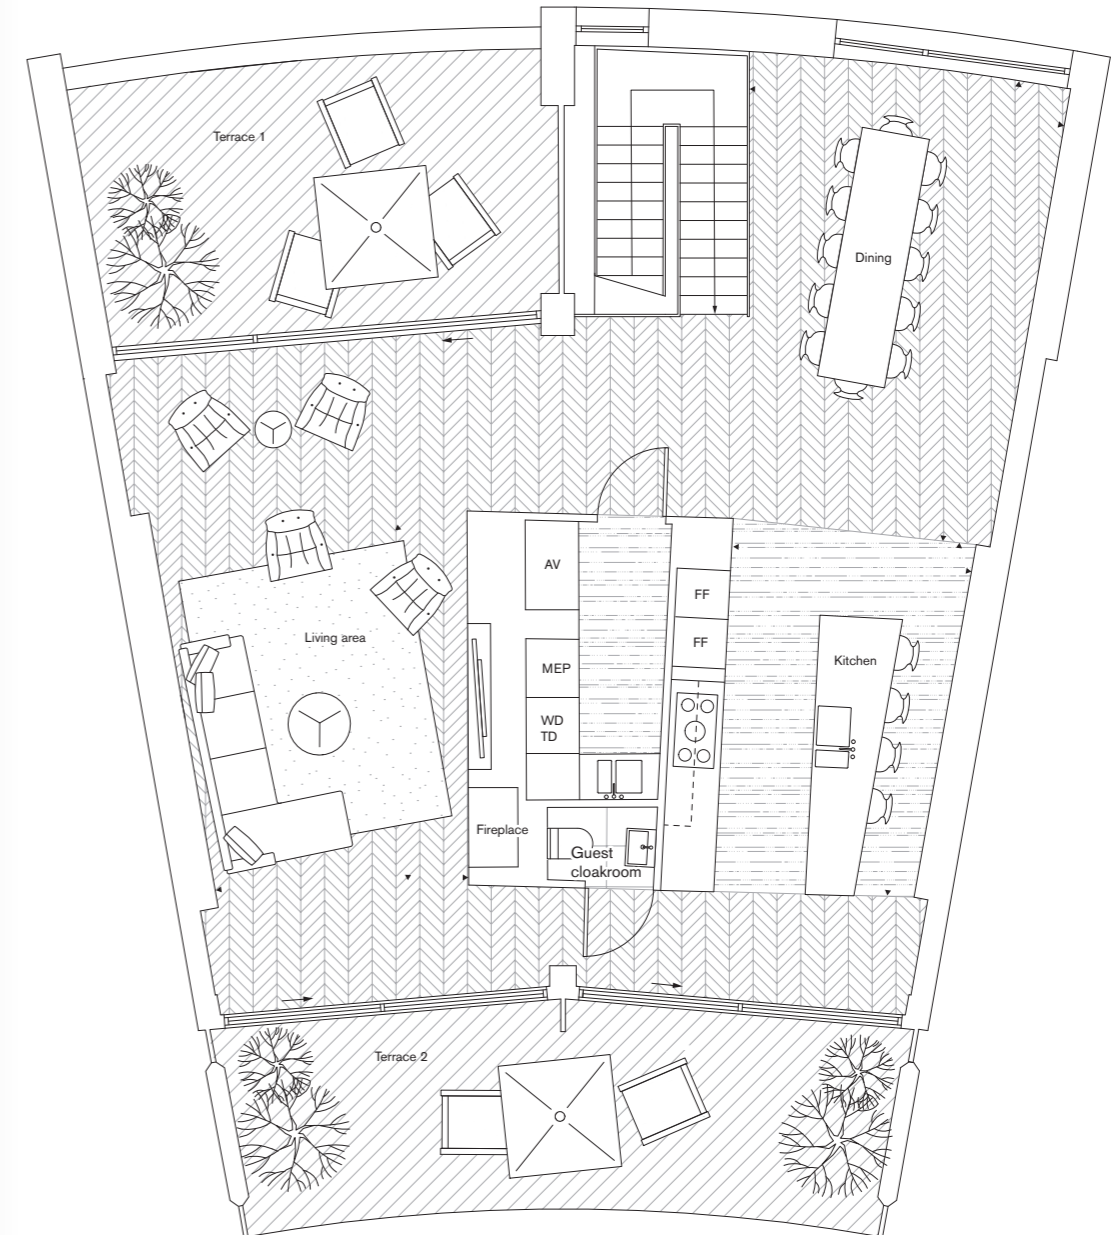 Terrace 1
Dining
AV
FF
FF
Living area
MEP
Kitchen
WD
TD
Fireplace
Guest
cloakroom
Terrace 2